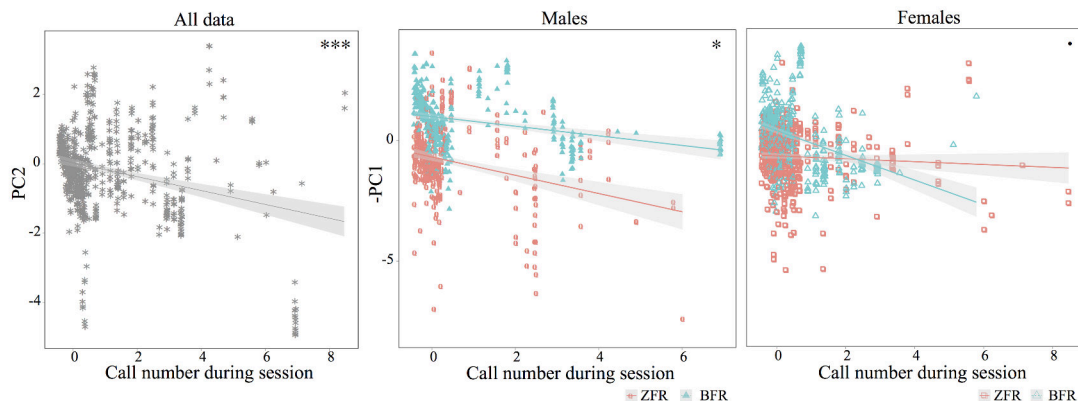 All data
***
PC2
2
0
-2
-4
0 2 4 6 8
Call number during session
Males
*
PC1
0
-5
0 2 4 6
Call number during session
ZFR BFR
Females
•
0 2 4 6 8
Call number during session
ZFR BFR